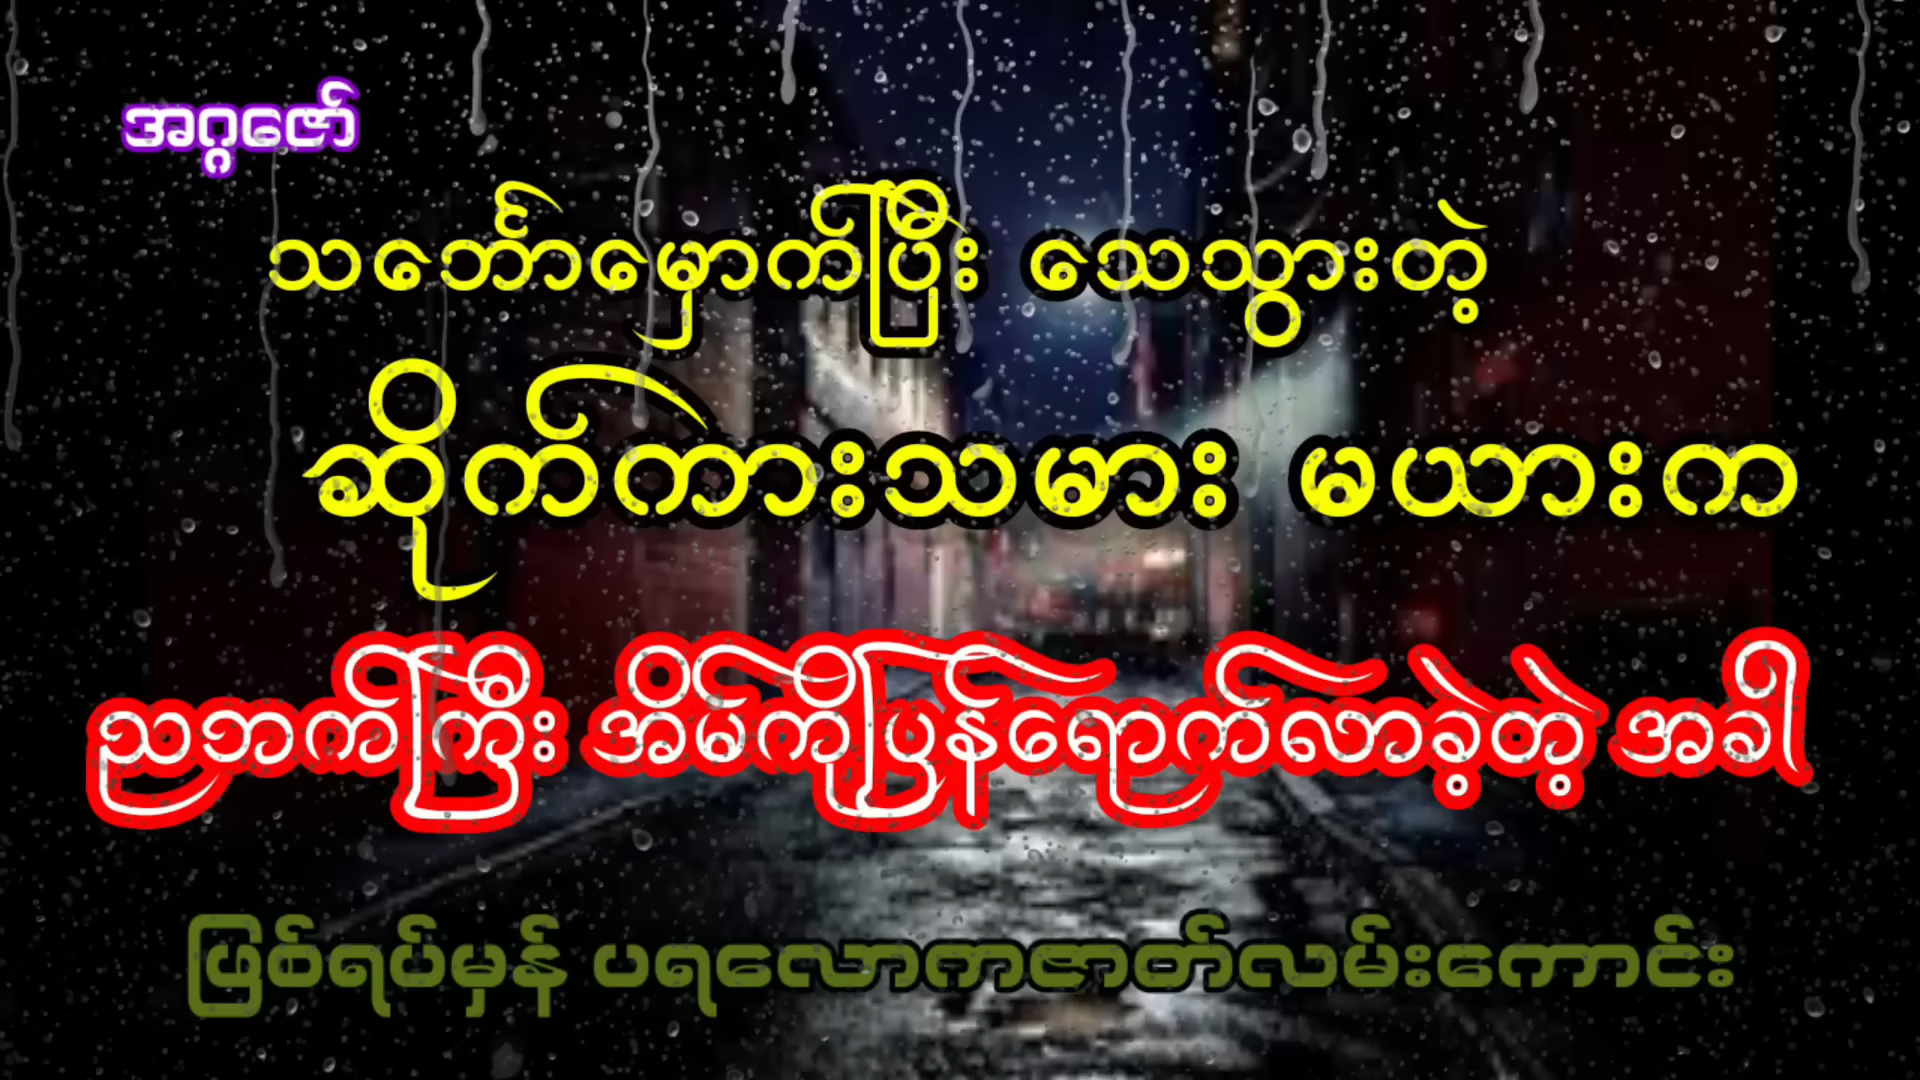 အဂ္ဂဇော်
သင်္ဘောမှောက်ပြီး သေသွားတဲ့
ဆိုက်ကားသမား မယားက
ညဘက်ကြီး အိမ်ကိုပြန်ရောက်လာခဲ့တဲ့ အခါ
ဖြစ်ရပ်မှန် ပရလောကဇာတ်လမ်းကောင်း